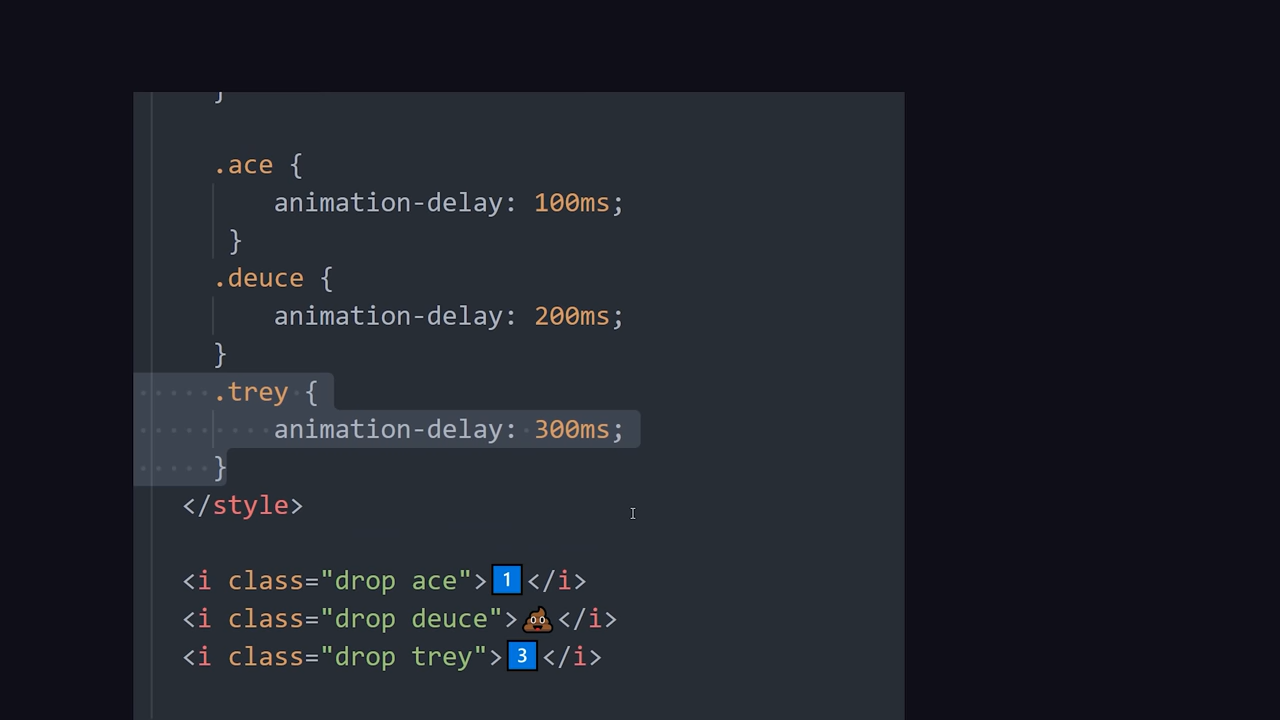 }
.ace {
animation-delay: 100ms;
}
.deuce {
animation-delay: 200ms;
}
.trey {
animation-delay: 300ms;
}
</style>
<i class="drop ace">1️⃣</i>
<i class="drop deuce">💩</i>
<i class="drop trey">3️⃣</i>